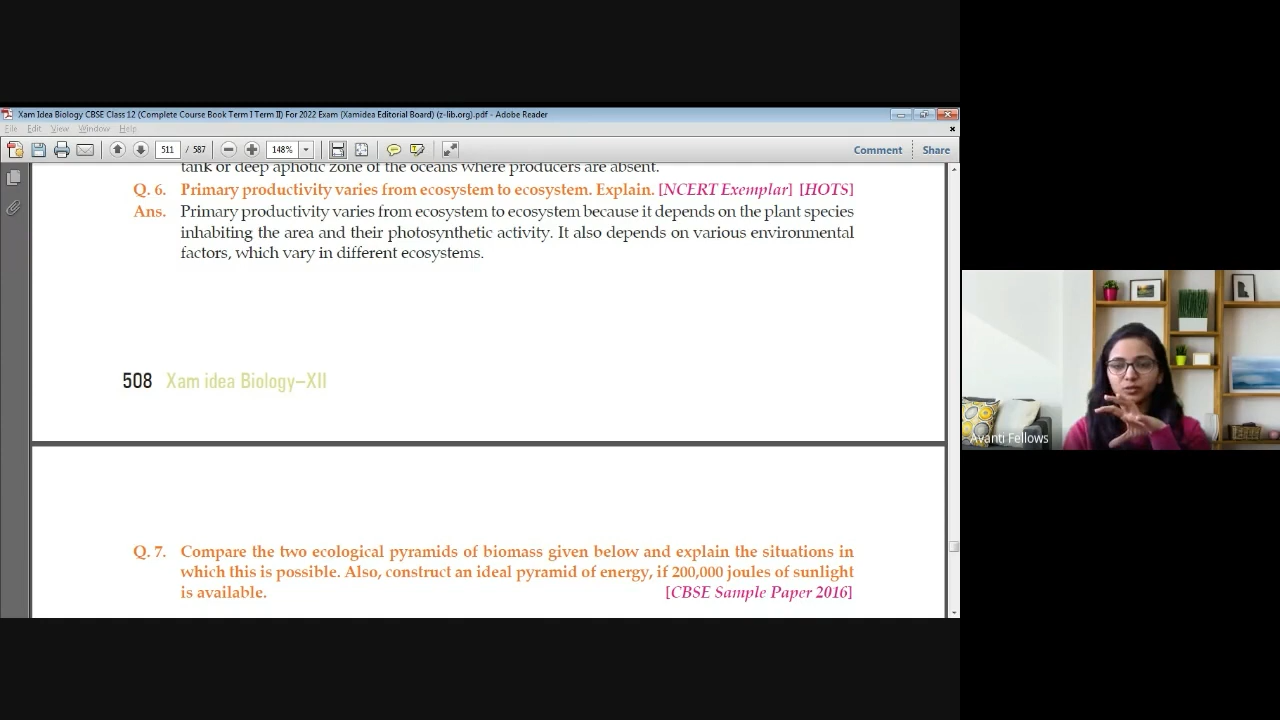 Xam Idea Biology CBSE Class 12 (Complete Course Book Term I Term II) For 2022 Exam (Xamidea Editorial Board) (z-lib.org).pdf - Adobe Reader
File Edit View Window Help
511 / 587 148% Comment Share
tank or deep aphotic zone of the oceans where producers are absent.
Q. 6. Primary productivity varies from ecosystem to ecosystem. Explain. [NCERT Exemplar] [HOTS]
Ans. Primary productivity varies from ecosystem to ecosystem because it depends on the plant species
inhabiting the area and their photosynthetic activity. It also depends on various environmental
factors, which vary in different ecosystems.
508 Xam idea Biology–XII
Avanti Fellows
Q. 7. Compare the two ecological pyramids of biomass given below and explain the situations in
which this is possible. Also, construct an ideal pyramid of energy, if 200,000 joules of sunlight
is available. [CBSE Sample Paper 2016]